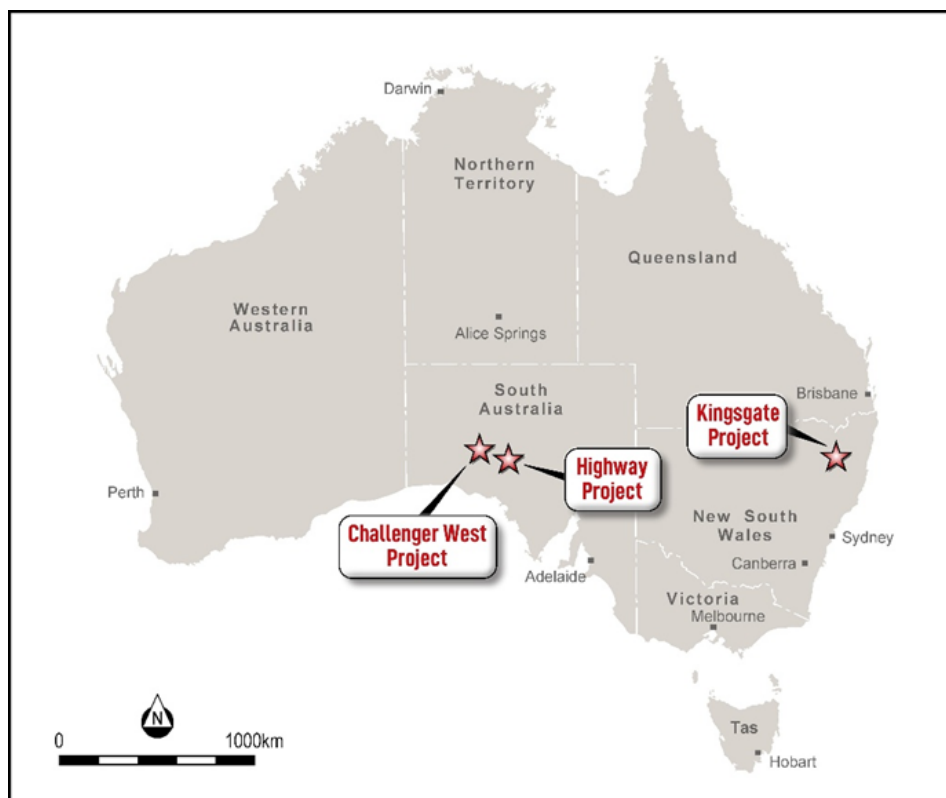 Darwin
Northern
Territory
Queensland
Western
Australia
Alice Springs
South
Australia
Brisbane
Kingsgate
Project
Highway
Project
Perth
Challenger West
Project
New South
Wales
Sydney
Canberra
Adelaide
Victoria
Melbourne
N
0 1000km
Tas
Hobart